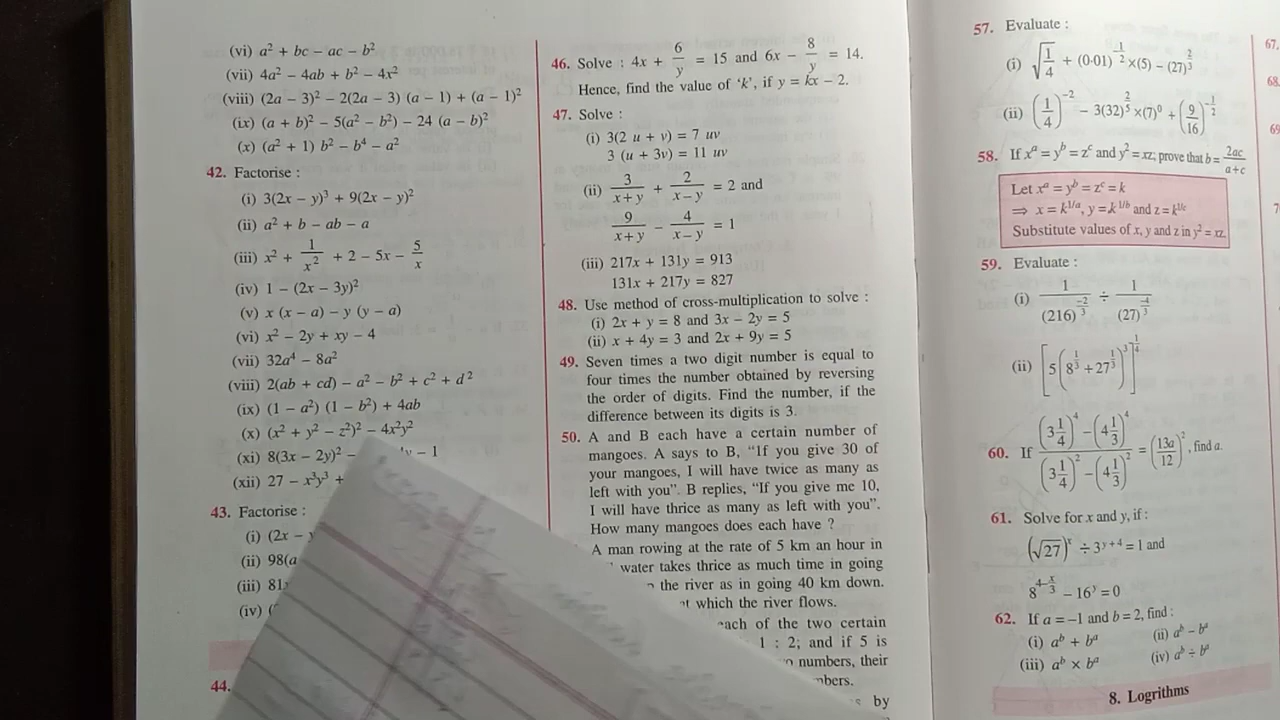 (vi) a² + bc – ac – b²
(vii) 4a² – 4ab + b² – 4x²
(viii) (2a – 3)² – 2(2a – 3) (a – 1) + (a – 1)²
(ix) (a + b)² – 5(a² – b²) – 24 (a – b)²
(x) (a² + 1) b² – b⁴ – a²
42. Factorise :
(i) 3(2x – y)³ + 9(2x – y)²
(ii) a² + b – ab – a
(iii) x² + 1/x² + 2 – 5x – 5/x
(iv) 1 – (2x – 3y)²
(v) x (x – a) – y (y – a)
(vi) x² – 2y + xy – 4
(vii) 32a⁴ – 8a²
(viii) 2(ab + cd) – a² – b² + c² + d²
(ix) (1 – a²) (1 – b²) + 4ab
(x) (x² + y² – z²)² – 4x²y²
(xi) 8(3x – 2y)² – – 1
(xii) 27 – x³y³ +
43. Factorise :
(i) (2x – y
(ii) 98(a
(iii) 81
(iv) (
44.
46. Solve : 4x + 6/y = 15 and 6x – 8/y = 14.
Hence, find the value of ‘k’, if y = kx – 2.
47. Solve :
(i) 3(2 u + v) = 7 uv
3 (u + 3v) = 11 uv
(ii) 3/(x+y) + 2/(x–y) = 2 and
9/(x+y) – 4/(x–y) = 1
(iii) 217x + 131y = 913
131x + 217y = 827
48. Use method of cross-multiplication to solve :
(i) 2x + y = 8 and 3x – 2y = 5
(ii) x + 4y = 3 and 2x + 9y = 5
49. Seven times a two digit number is equal to
four times the number obtained by reversing
the order of digits. Find the number, if the
difference between its digits is 3.
50. A and B each have a certain number of
mangoes. A says to B, “If you give 30 of
your mangoes, I will have twice as many as
left with you”. B replies, “If you give me 10,
I will have thrice as many as left with you”.
How many mangoes does each have ?
A man rowing at the rate of 5 km an hour in
water takes thrice as much time in going
the river as in going 40 km down.
which the river flows.
of the two certain
1 : 2; and if 5 is
numbers, their
by
57. Evaluate :
(i) √(1/4) + (0·01)^(–1/2) × (5) – (27)^(2/3)
(ii) (1/4)^(–2) – 3(32)^(2/5) × (7)⁰ + (9/16)^(–1/2)
58. If xᵃ = yᵇ = zᶜ and y² = xz; prove that b = 2ac/(a+c)
Let xᵃ = yᵇ = zᶜ = k
⇒ x = k^(1/a), y = k^(1/b) and z = k^(1/c)
Substitute values of x, y and z in y² = xz.
59. Evaluate :
(i) 1/(216)^(–2/3) ÷ 1/(27)^(–4/3)
(ii) [5(8^(1/3) + 27^(1/3))³]^(1/4)
60. If ((3 1/4)⁴ – (4 1/3)⁴)/((3 1/4)² – (4 1/3)²) = (13a/12)², find a.
61. Solve for x and y, if :
(√27)ˣ ÷ 3^(y+4) = 1 and
8^(4–x/3) – 16ʸ = 0
62. If a = –1 and b = 2, find :
(i) aᵇ + bᵃ (ii) aᵇ – bᵃ
(iii) aᵇ × bᵃ (iv) aᵇ ÷ bᵃ
8. Logrithms
67.
68
69